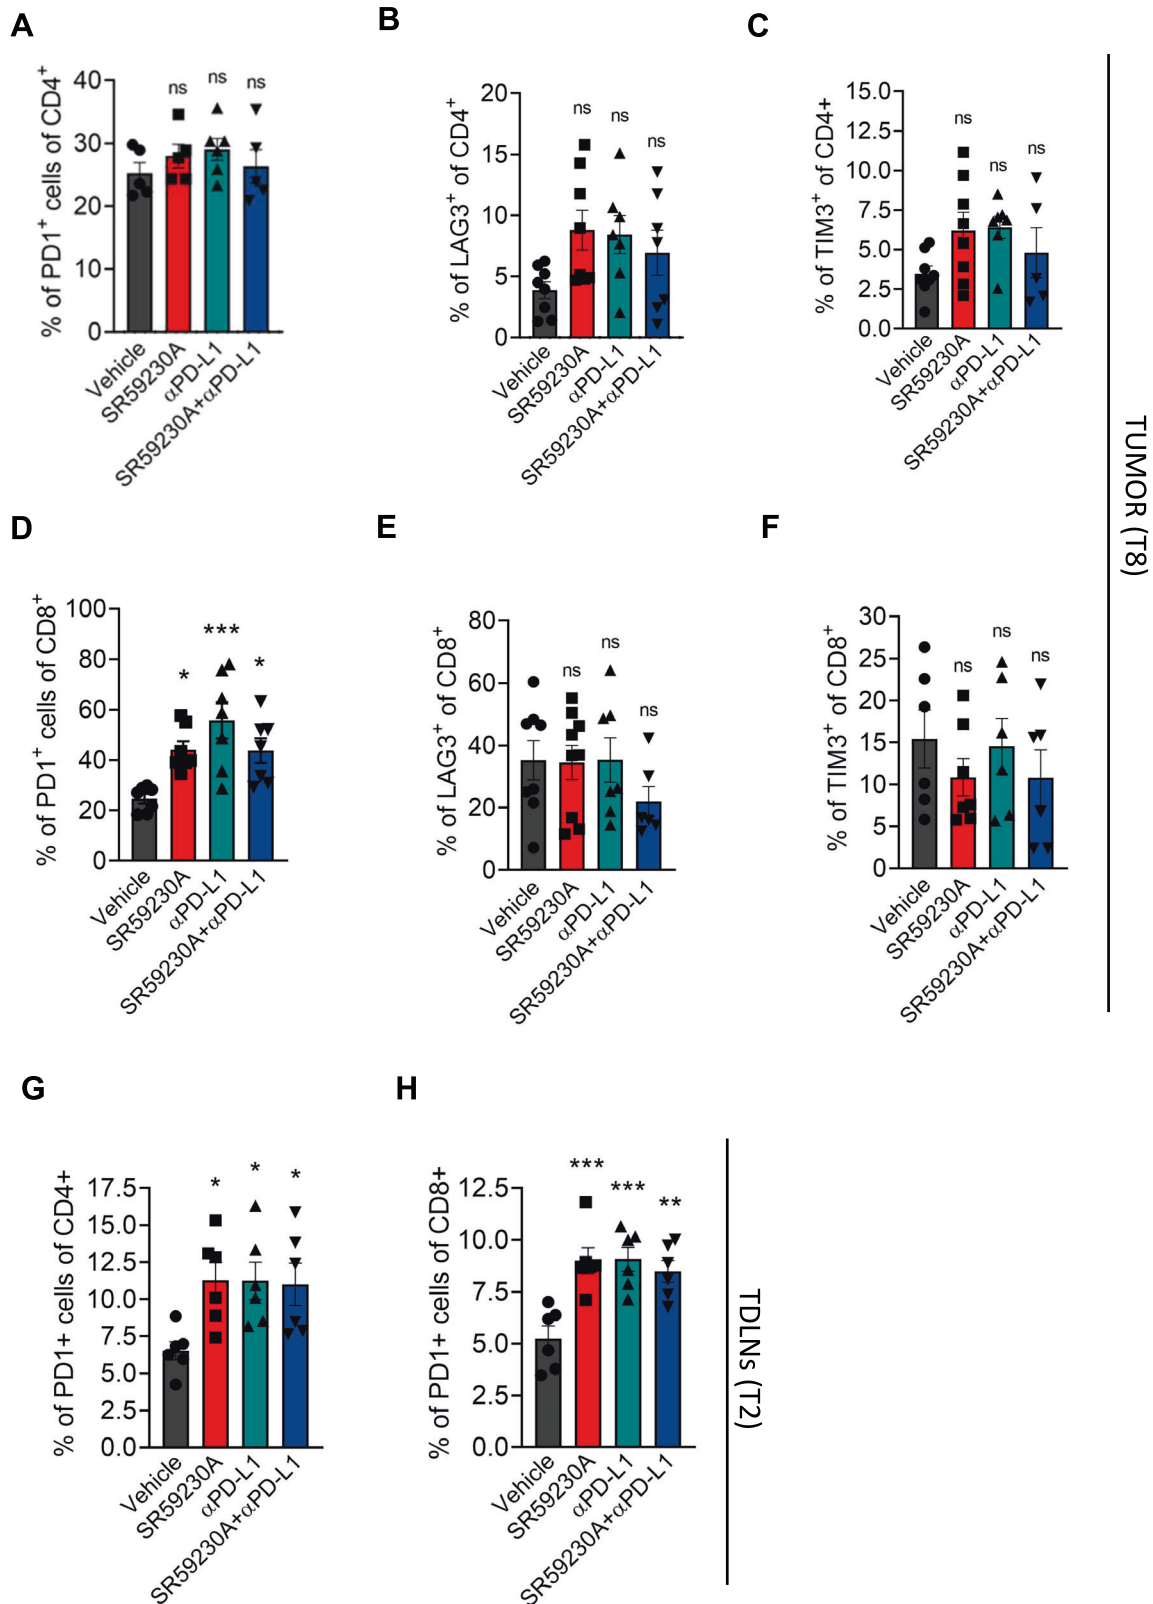 A
% of PD1⁺ cells of CD4⁺
40
30
20
10
0
ns
ns
ns
Vehicle
SR59230A
αPD-L1
SR59230A+αPD-L1
B
% of LAG3⁺ of CD4⁺
20
15
10
5
0
ns
ns
ns
Vehicle
SR59230A
αPD-L1
SR59230A+αPD-L1
C
% of TIM3⁺ of CD4+
15.0
12.5
10.0
7.5
5.0
2.5
0.0
ns
ns
ns
Vehicle
SR59230A
αPD-L1
SR59230A+αPD-L1
D
% of PD1⁺ cells of CD8⁺
100
80
60
40
20
0
*
***
*
Vehicle
SR59230A
αPD-L1
SR59230A+αPD-L1
E
% of LAG3⁺ of CD8⁺
80
60
40
20
0
ns
ns
ns
Vehicle
SR59230A
αPD-L1
SR59230A+αPD-L1
F
% of TIM3⁺ of CD8⁺
30
25
20
15
10
5
0
ns
ns
ns
Vehicle
SR59230A
αPD-L1
SR59230A+αPD-L1
TUMOR (T8)
G
% of PD1+ cells of CD4+
17.5
15.0
12.5
10.0
7.5
5.0
2.5
0.0
*
*
*
Vehicle
SR59230A
αPD-L1
SR59230A+αPD-L1
H
% of PD1+ cells of CD8+
12.5
10.0
7.5
5.0
2.5
0.0
***
***
**
Vehicle
SR59230A
αPD-L1
SR59230A+αPD-L1
TDLNs (T2)